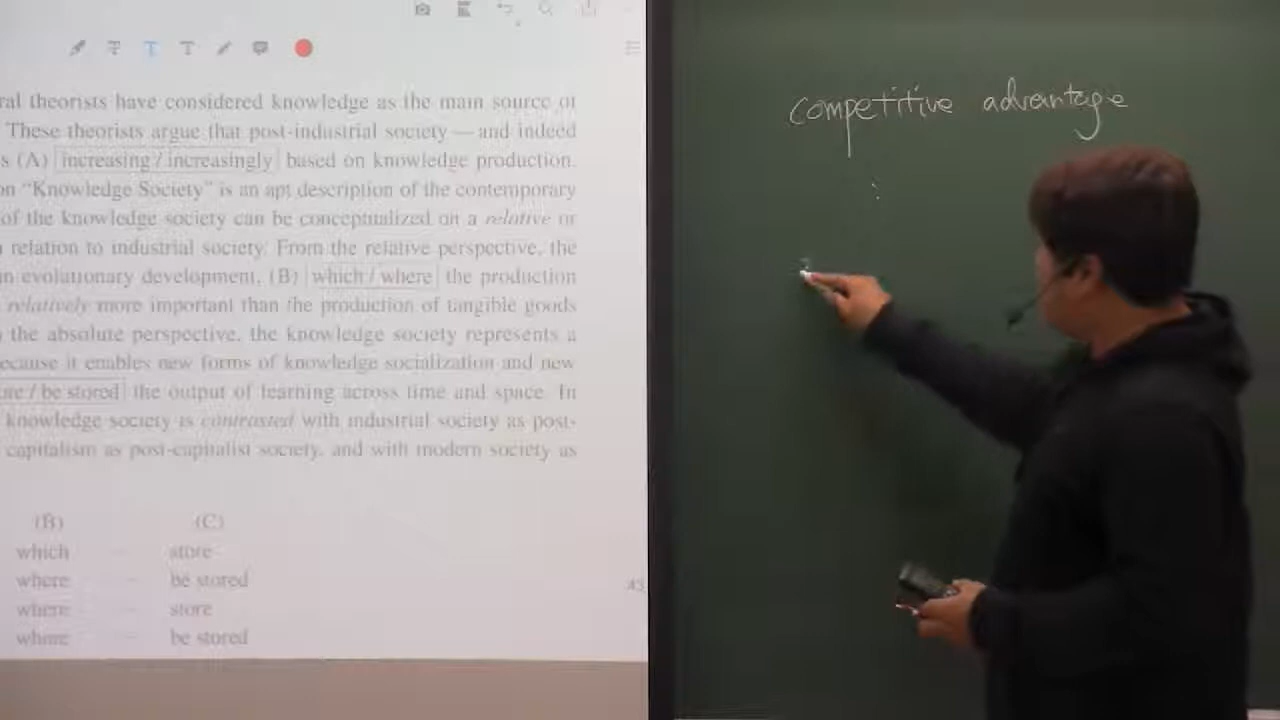 ral theorists have considered knowledge as the main source of
These theorists argue that post-industrial society — and indeed
s (A) increasing / increasingly based on knowledge production.
on “Knowledge Society” is an apt description of the contemporary
of the knowledge society can be conceptualized on a relative or
relation to industrial society. From the relative perspective, the
in evolutionary development, (B) which / where the production
relatively more important than the production of tangible goods
the absolute perspective, the knowledge society represents a
ecause it enables new forms of knowledge socialization and new
/ be stored the output of learning across time and space. In
knowledge society is contrasted with industrial society as post-
capitalism as post-capitalist society, and with modern society as
(B) (C)
which store
where be stored
where store
where be stored
43
competitive advantage